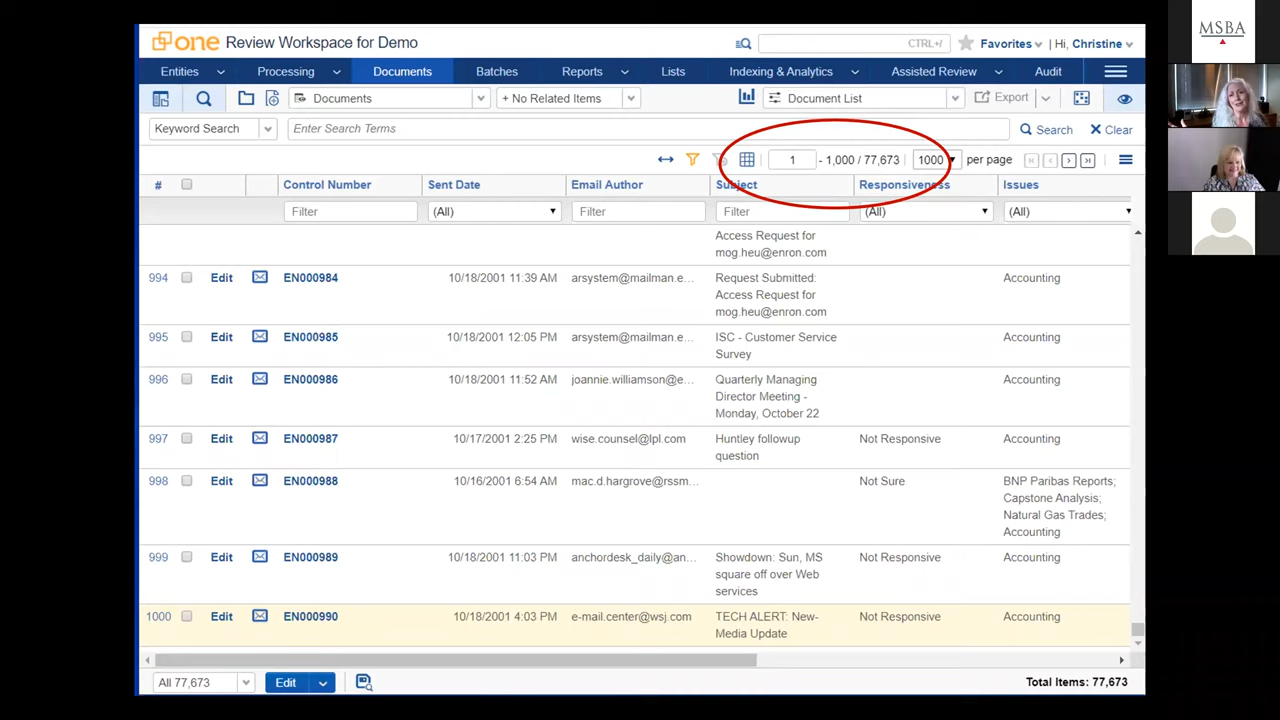 one Review Workspace for Demo CTRL+/ Favorites | Hi, Christine
MSBA
Entities Processing Documents Batches Reports Lists Indexing & Analytics Assisted Review Audit
Documents + No Related Items Document List Export
Keyword Search Enter Search Terms Search Clear
1 - 1,000 / 77,673 1000 per page
# Control Number Sent Date Email Author Subject Responsiveness Issues
Filter (All) Filter Filter (All) (All)
Access Request for
mog.heu@enron.com
994 Edit EN000984 10/18/2001 11:39 AM arsystem@mailman.e... Request Submitted: Accounting
Access Request for
mog.heu@enron.com
995 Edit EN000985 10/18/2001 12:05 PM arsystem@mailman.e... ISC - Customer Service Accounting
Survey
996 Edit EN000986 10/18/2001 11:52 AM joannie.williamson@e... Quarterly Managing Accounting
Director Meeting -
Monday, October 22
997 Edit EN000987 10/17/2001 2:25 PM wise.counsel@lpl.com Huntley followup Not Responsive Accounting
question
998 Edit EN000988 10/16/2001 6:54 AM mac.d.hargrove@rssm... Not Sure BNP Paribas Reports;
Capstone Analysis;
Natural Gas Trades;
Accounting
999 Edit EN000989 10/18/2001 11:03 PM anchordesk_daily@an... Showdown: Sun, MS Not Responsive Accounting
square off over Web
services
1000 Edit EN000990 10/18/2001 4:03 PM e-mail.center@wsj.com TECH ALERT: New- Not Responsive Accounting
Media Update
All 77,673 Edit Total Items: 77,673